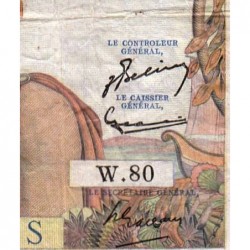 LE CONTROLEUR
GÉNÉRAL,
LE CAISSIER
GÉNÉRAL,
W.80
LE SECRÉTAIRE GÉNÉRAL,
S